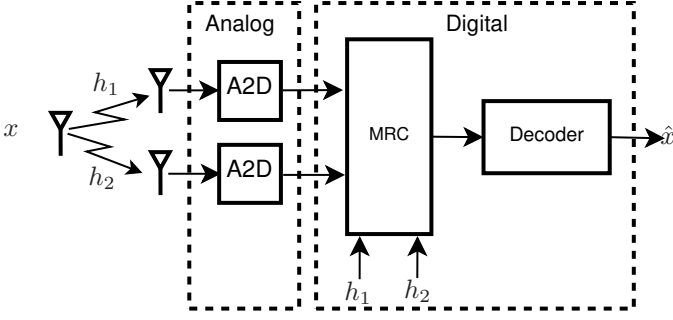 Analog
Digital
h₁
A2D
x
MRC
Decoder
x̂
h₂
A2D
h₁
h₂